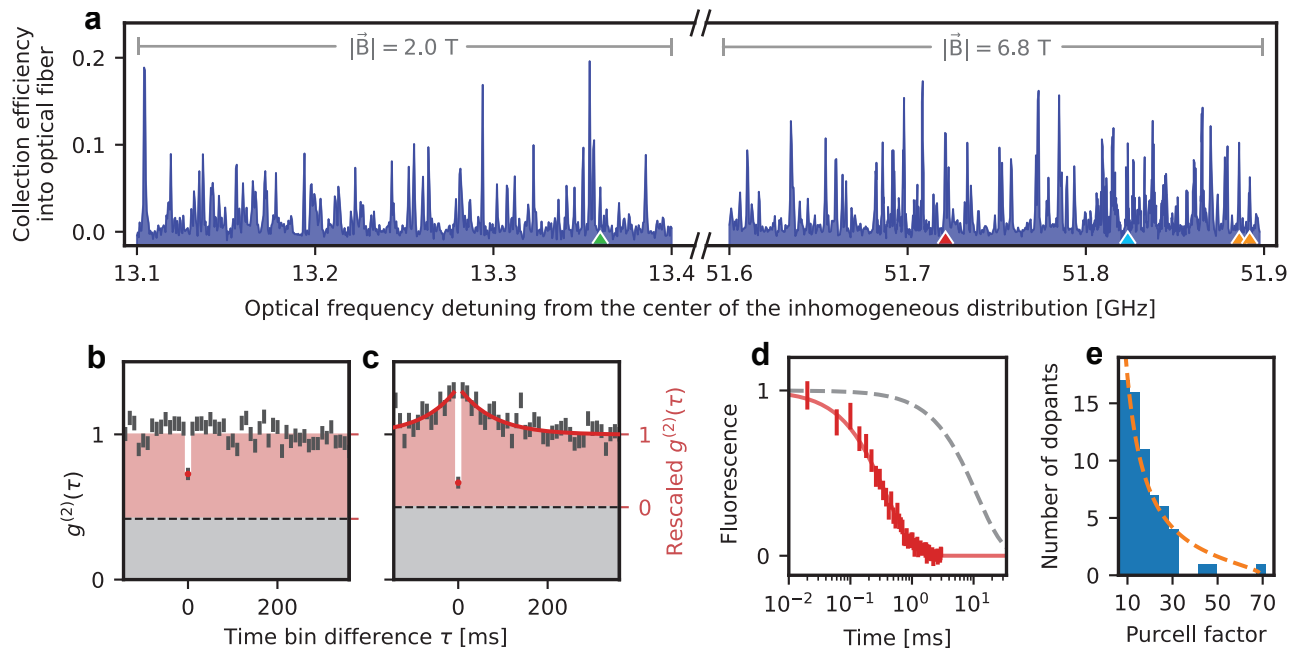 a
|B⃗| = 2.0 T
|B⃗| = 6.8 T
Collection efficiency
into optical fiber
0.2
0.1
0.0
13.1 13.2 13.3 13.4 51.6 51.7 51.8 51.9
Optical frequency detuning from the center of the inhomogeneous distribution [GHz]
b
g⁽²⁾(τ)
1
0
0 200
c
1
0
Rescaled g⁽²⁾(τ)
0 200
Time bin difference τ [ms]
d
Fluorescence
1
0
10⁻² 10⁻¹ 10⁰ 10¹
Time [ms]
e
Number of dopants
15
10
5
0
10 30 50 70
Purcell factor